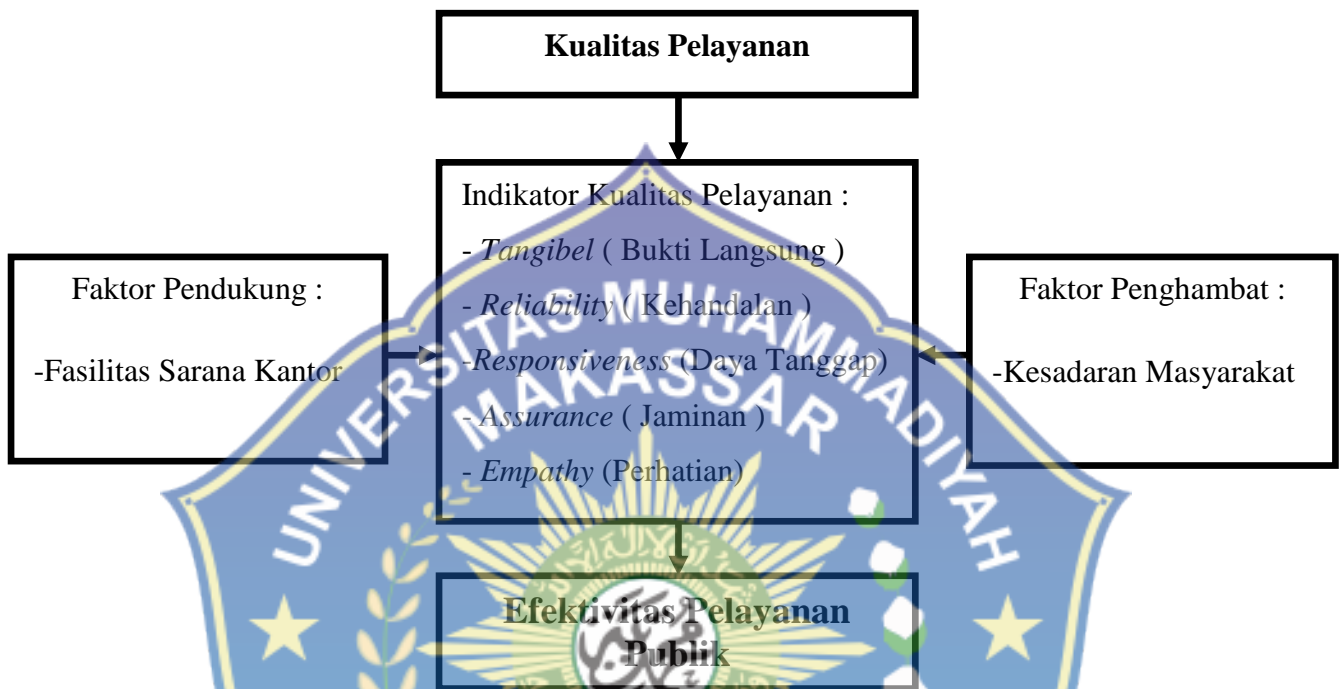 Kualitas Pelayanan
Indikator Kualitas Pelayanan :
- Tangibel ( Bukti Langsung )
- Reliability ( Kehandalan )
-Responsiveness (Daya Tanggap)
- Assurance ( Jaminan )
- Empathy (Perhatian)
Faktor Pendukung :
-Fasilitas Sarana Kantor
Faktor Penghambat :
-Kesadaran Masyarakat
Efektivitas Pelayanan
Publik
UNIVERSITAS MUHAMMADIYAH
MAKASSAR